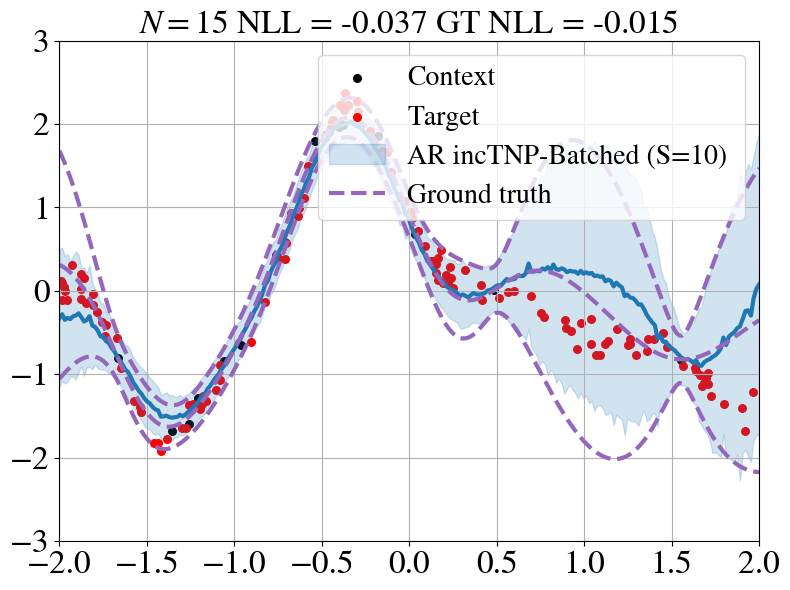 N = 15 NLL = -0.037 GT NLL = -0.015
3
2
1
0
−1
−2
−3
Context
Target
AR incTNP-Batched (S=10)
Ground truth
−2.0 −1.5 −1.0 −0.5 0.0 0.5 1.0 1.5 2.0